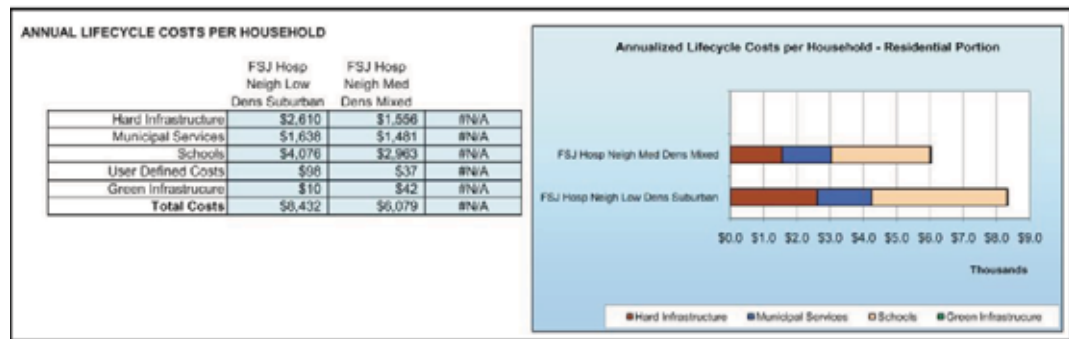 ANNUAL LIFECYCLE COSTS PER HOUSEHOLD
FSJ Hosp Neigh Low Dens Suburban
FSJ Hosp Neigh Med Dens Mixed
Hard Infrastructure $2,610 $1,556 #N/A
Municipal Services $1,638 $1,481 #N/A
Schools $4,076 $2,963 #N/A
User Defined Costs $98 $37 #N/A
Green Infrastrucure $10 $42 #N/A
Total Costs $8,432 $6,079 #N/A
Annualized Lifecycle Costs per Household - Residential Portion
FSJ Hosp Neigh Med Dens Mixed
FSJ Hosp Neigh Low Dens Suburban
$0.0 $1.0 $2.0 $3.0 $4.0 $5.0 $6.0 $7.0 $8.0 $9.0
Thousands
Hard Infrastructure Municipal Services Schools Green Infrastrucure